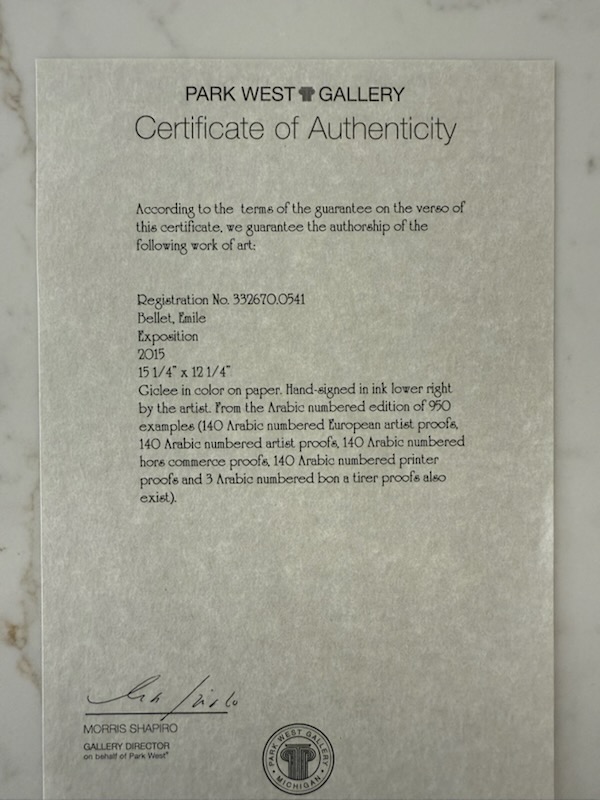 PARK WEST GALLERY
Certificate of Authenticity
According to the terms of the guarantee on the verso of
this certificate, we guarantee the authorship of the
following work of art:
Registration No. 332670.0541
Bellet, Emile
Exposition
2015
15 1/4" x 12 1/4"
Giclee in color on paper. Hand-signed in ink lower right
by the artist. From the Arabic numbered edition of 950
examples (140 Arabic numbered European artist proofs,
140 Arabic numbered artist proofs, 140 Arabic numbered
hors commerce proofs, 140 Arabic numbered printer
proofs and 3 Arabic numbered bon a tirer proofs also
exist).
MORRIS SHAPIRO
GALLERY DIRECTOR
on behalf of Park West®
PARK WEST GALLERY
• MICHIGAN •